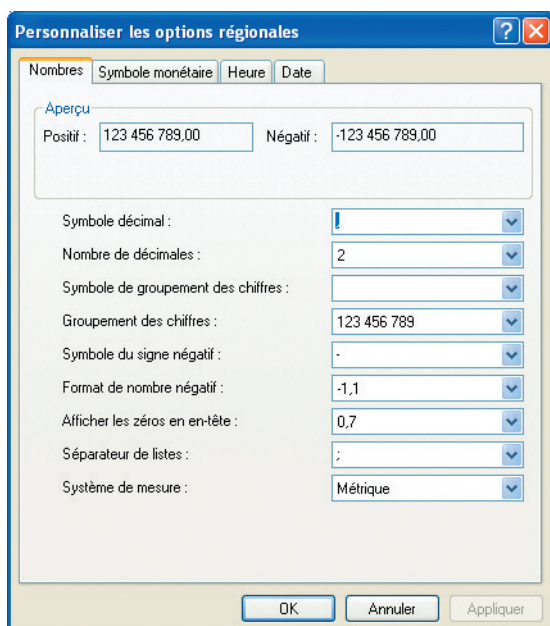 Personnaliser les options régionales
Nombres Symbole monétaire Heure Date
Aperçu
Positif : 123 456 789,00 Négatif : -123 456 789,00
Symbole décimal : ,
Nombre de décimales : 2
Symbole de groupement des chiffres :
Groupement des chiffres : 123 456 789
Symbole du signe négatif : -
Format de nombre négatif : -1,1
Afficher les zéros en en-tête : 0,7
Séparateur de listes : ;
Système de mesure : Métrique
OK Annuler Appliquer